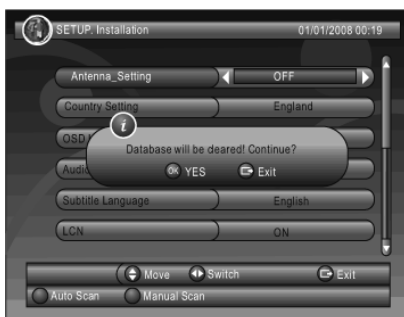 SETUP. Installation 01/01/2008 00:19
Antenna_Setting OFF
Country Setting England
OSD
Database will be cleared! Continue?
Audio
OK YES Exit
Subtitle Language English
LCN ON
Move Switch Exit
Auto Scan Manual Scan